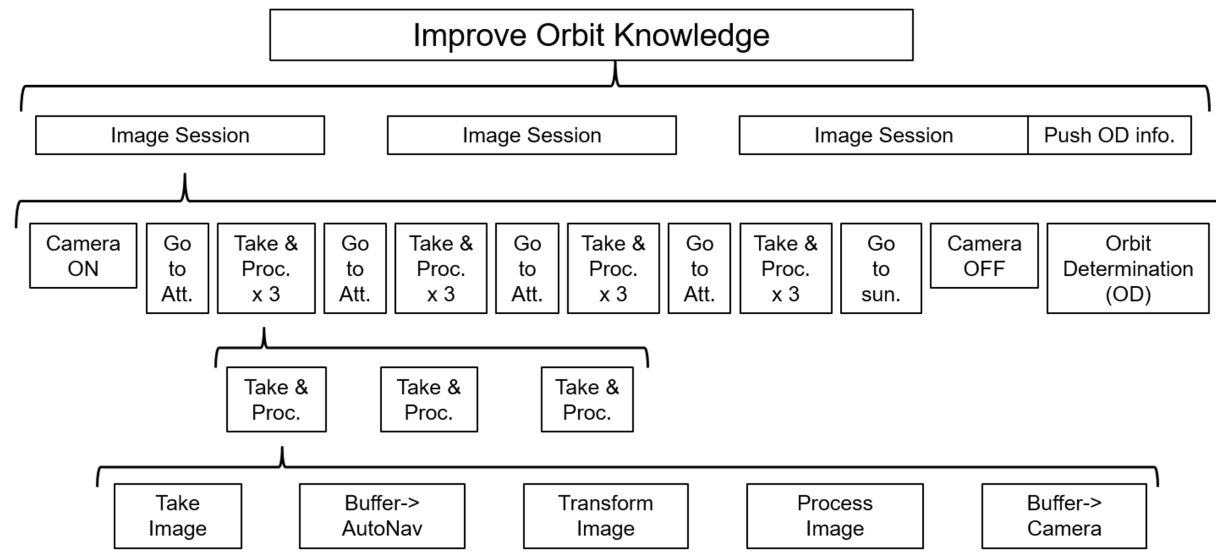 Improve Orbit Knowledge
Image Session
Image Session
Image Session
Push OD info.
Camera
ON
Go
to
Att.
Take &
Proc.
x 3
Go
to
Att.
Take &
Proc.
x 3
Go
to
Att.
Take &
Proc.
x 3
Go
to
Att.
Take &
Proc.
x 3
Go
to
sun.
Camera
OFF
Orbit
Determination
(OD)
Take &
Proc.
Take &
Proc.
Take &
Proc.
Take
Image
Buffer->
AutoNav
Transform
Image
Process
Image
Buffer->
Camera